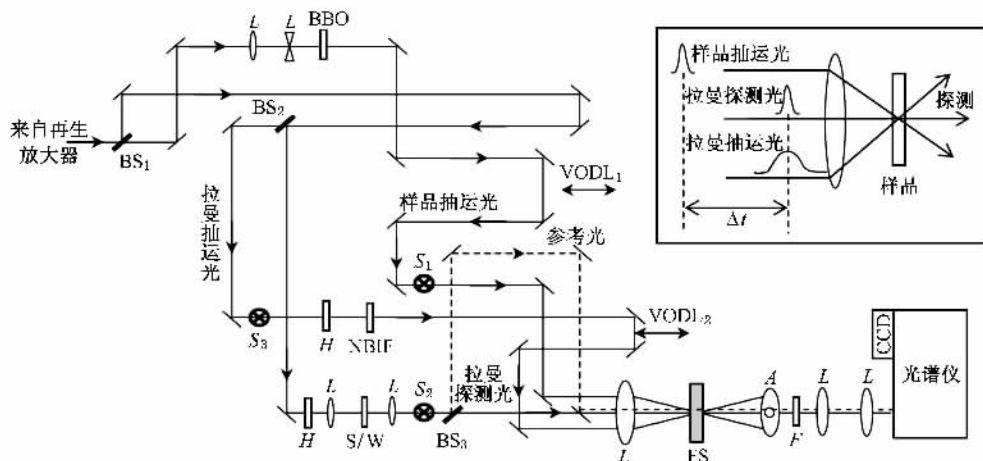 L
L
BBO
BS₂
来自再生
放大器
BS₁
VODL₁
样品抽运光
拉曼抽运光
参考光
S₁
S₃
H
NBIF
VODL₂
拉曼
探测光
L
L
S₂
H
S/W
BS₃
L
FS
A
F
L
L
CCD
光谱仪
样品抽运光
拉曼探测光
拉曼抽运光
探测
样品
Δt